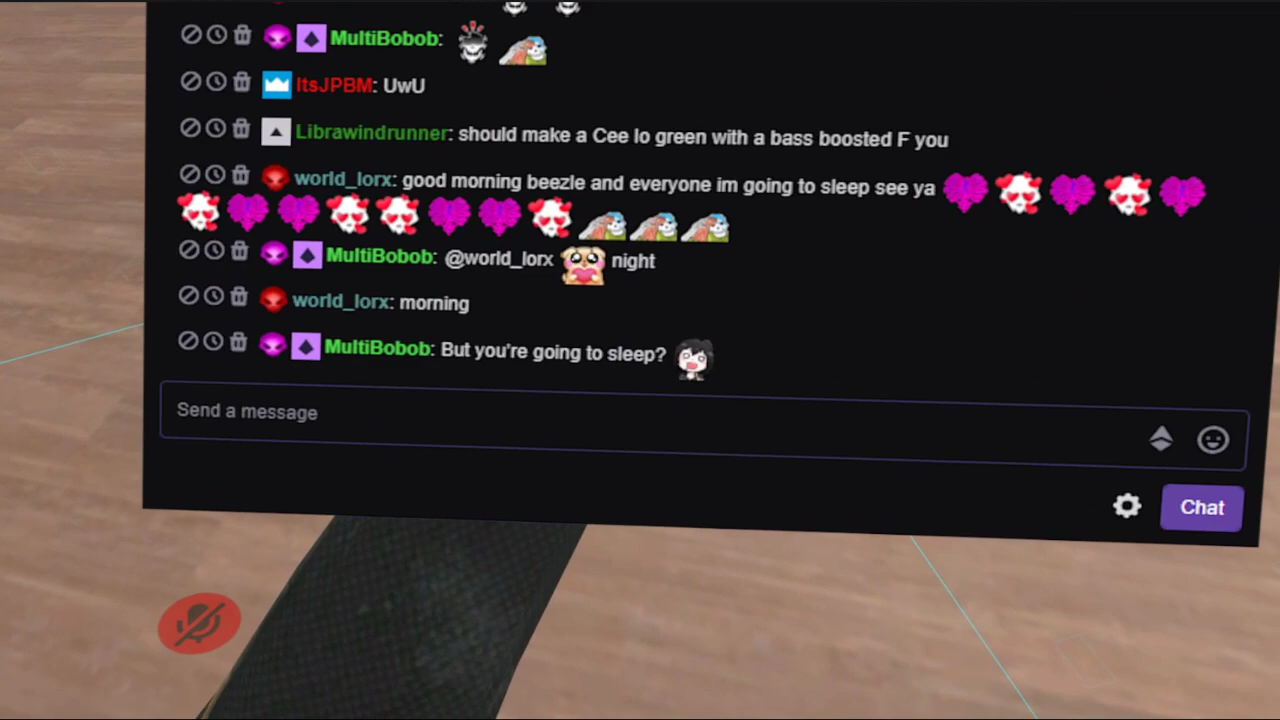 MultiBobob:
ItsJPBM: UwU
Librawindrunner: should make a Cee lo green with a bass boosted F you
world_lorx: good morning beezle and everyone im going to sleep see ya
MultiBobob: @world_lorx night
world_lorx: morning
MultiBobob: But you're going to sleep?
Send a message
Chat